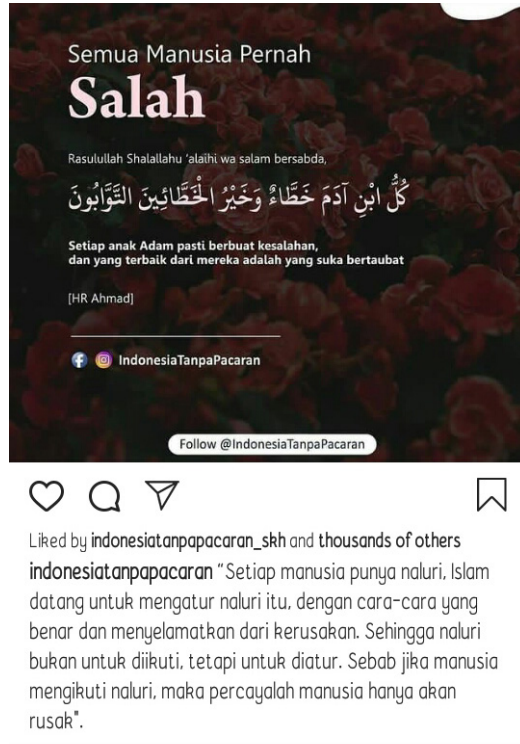 Semua Manusia Pernah
Salah
Rasulullah Shalallahu 'alaihi wa salam bersabda,
كُلُّ ابْنِ آدَمَ خَطَّاءٌ وَخَيْرُ الْخَطَّائِينَ التَّوَّابُونَ
Setiap anak Adam pasti berbuat kesalahan,
dan yang terbaik dari mereka adalah yang suka bertaubat
[HR Ahmad]
IndonesiaTanpaPacaran
Follow @IndonesiaTanpaPacaran
Liked by indonesiatanpapacaran_skh and thousands of others
indonesiatanpapacaran “Setiap manusia punya naluri, Islam
datang untuk mengatur naluri itu, dengan cara-cara yang
benar dan menyelamatkan dari kerusakan. Sehingga naluri
bukan untuk diikuti, tetapi untuk diatur. Sebab jika manusia
mengikuti naluri, maka percayalah manusia hanya akan
rusak".